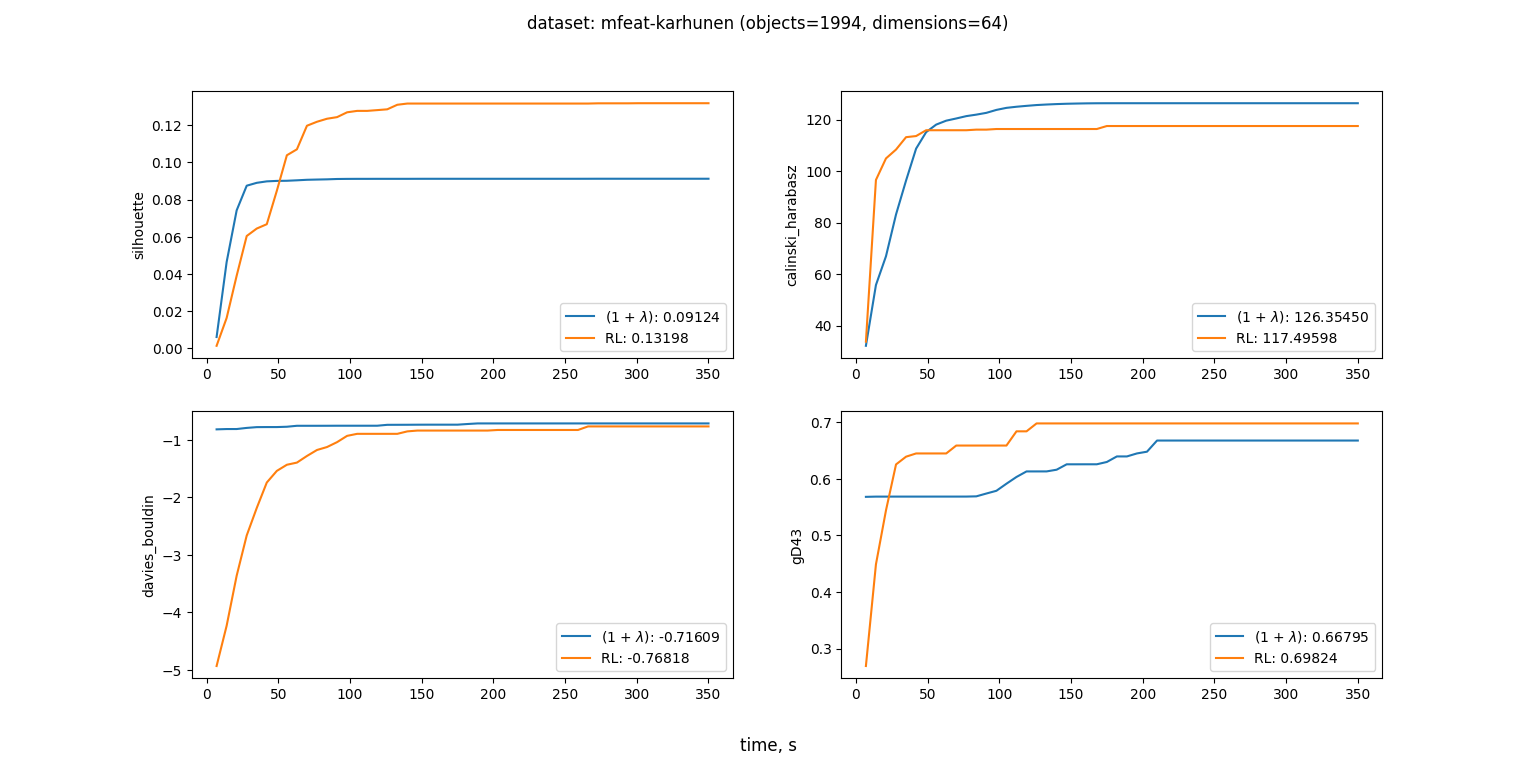 dataset: mfeat-karhunen (objects=1994, dimensions=64)
silhouette
0.12
0.10
0.08
0.06
0.04
0.02
0.00
(1 + λ): 0.09124
RL: 0.13198
0 50 100 150 200 250 300 350
calinski_harabasz
120
100
80
60
40
(1 + λ): 126.35450
RL: 117.49598
0 50 100 150 200 250 300 350
davies_bouldin
−1
−2
−3
−4
−5
(1 + λ): -0.71609
RL: -0.76818
0 50 100 150 200 250 300 350
gD43
0.7
0.6
0.5
0.4
0.3
(1 + λ): 0.66795
RL: 0.69824
0 50 100 150 200 250 300 350
time, s